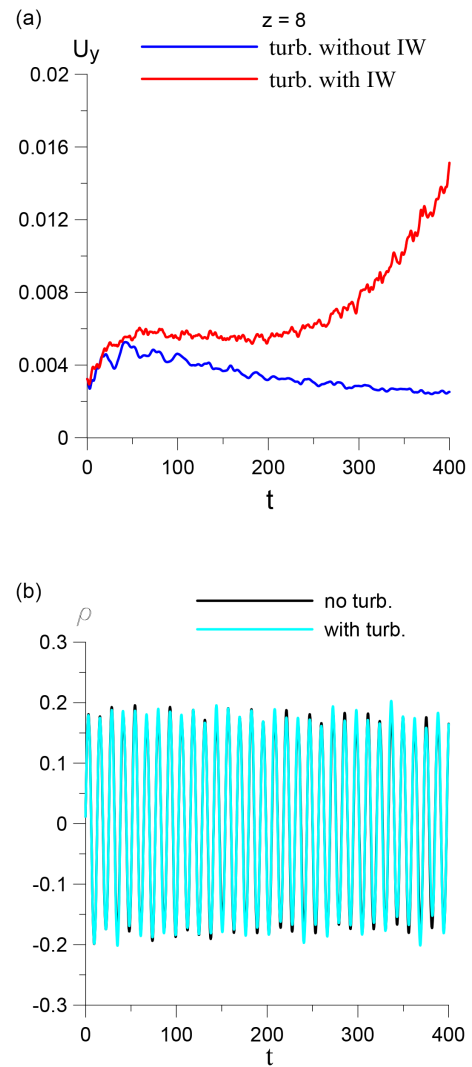 (a)
z = 8
Uy
turb. without IW
turb. with IW
0.02
0.016
0.012
0.008
0.004
0
0 100 200 300 400
t
(b)
ρ
no turb.
with turb.
0.3
0.2
0.1
0
-0.1
-0.2
-0.3
0 100 200 300 400
t